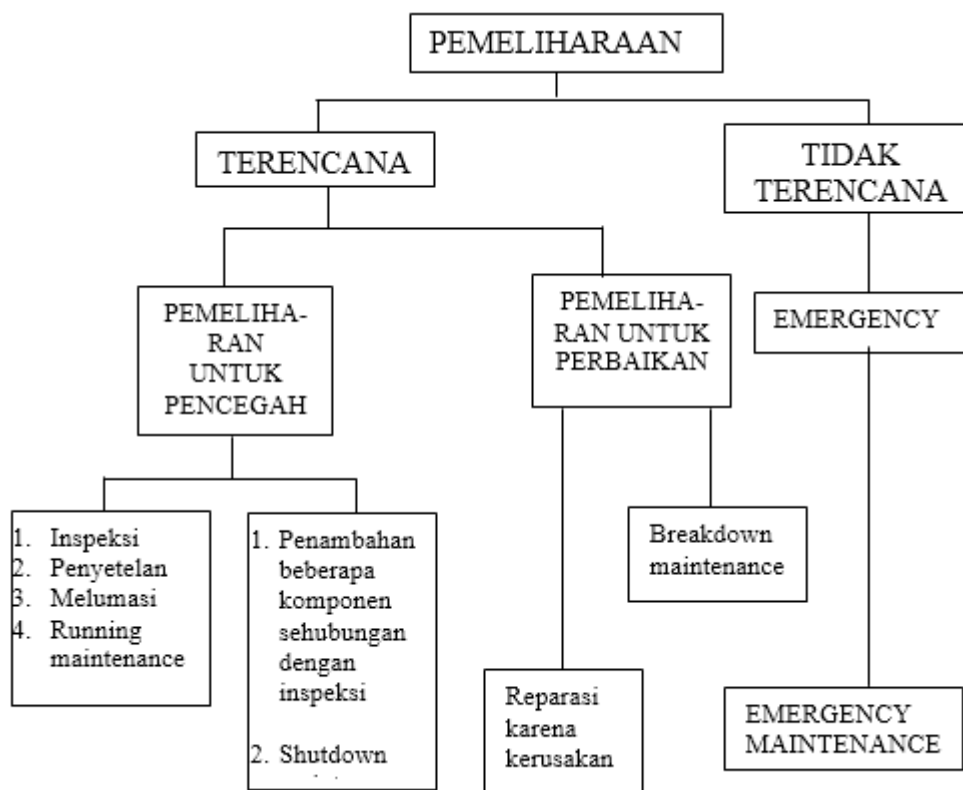 PEMELIHARAAN
TERENCANA
TIDAK
TERENCANA
PEMELIHA-
RAN
UNTUK
PENCEGAH
PEMELIHA-
RAN UNTUK
PERBAIKAN
EMERGENCY
1. Inspeksi
2. Penyetelan
3. Melumasi
4. Running
maintenance
1. Penambahan
beberapa
komponen
sehubungan
dengan
inspeksi
2. Shutdown
Breakdown
maintenance
Reparasi
karena
kerusakan
EMERGENCY
MAINTENANCE